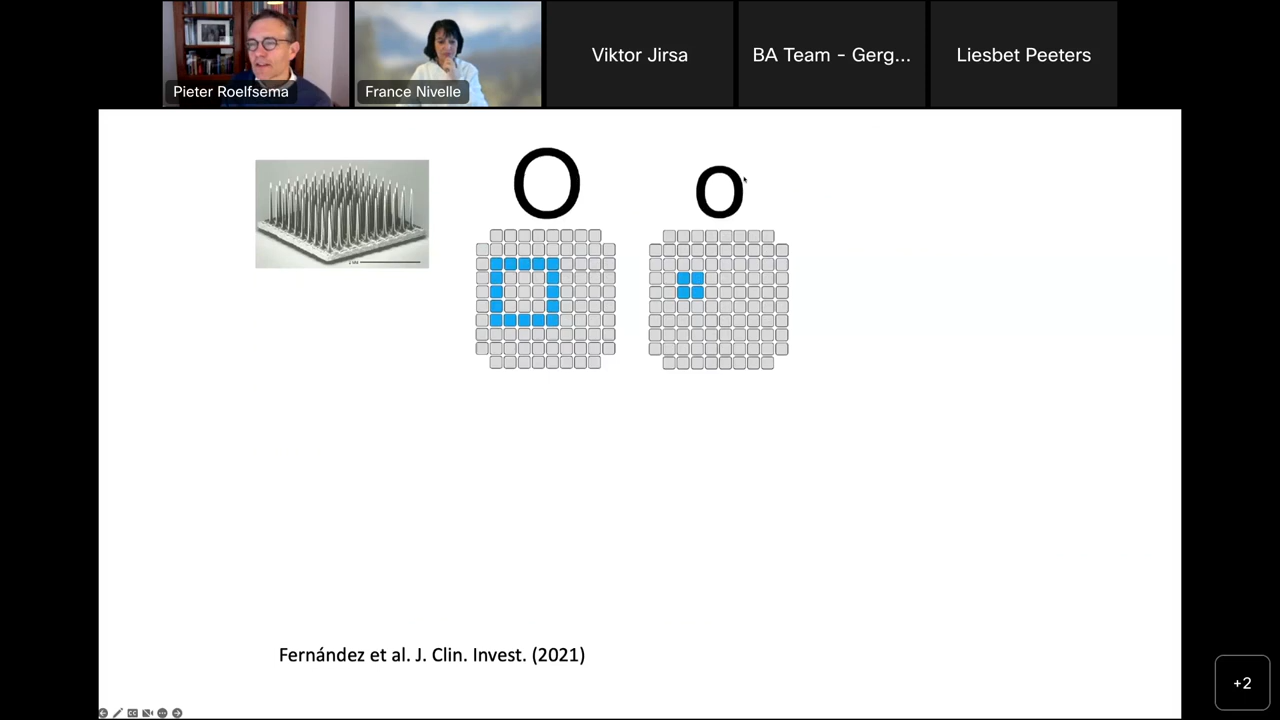 Pieter Roelfsema
France Nivelle
Viktor Jirsa
BA Team - Gerg...
Liesbet Peeters
O
o
Fernández et al. J. Clin. Invest. (2021)
+2